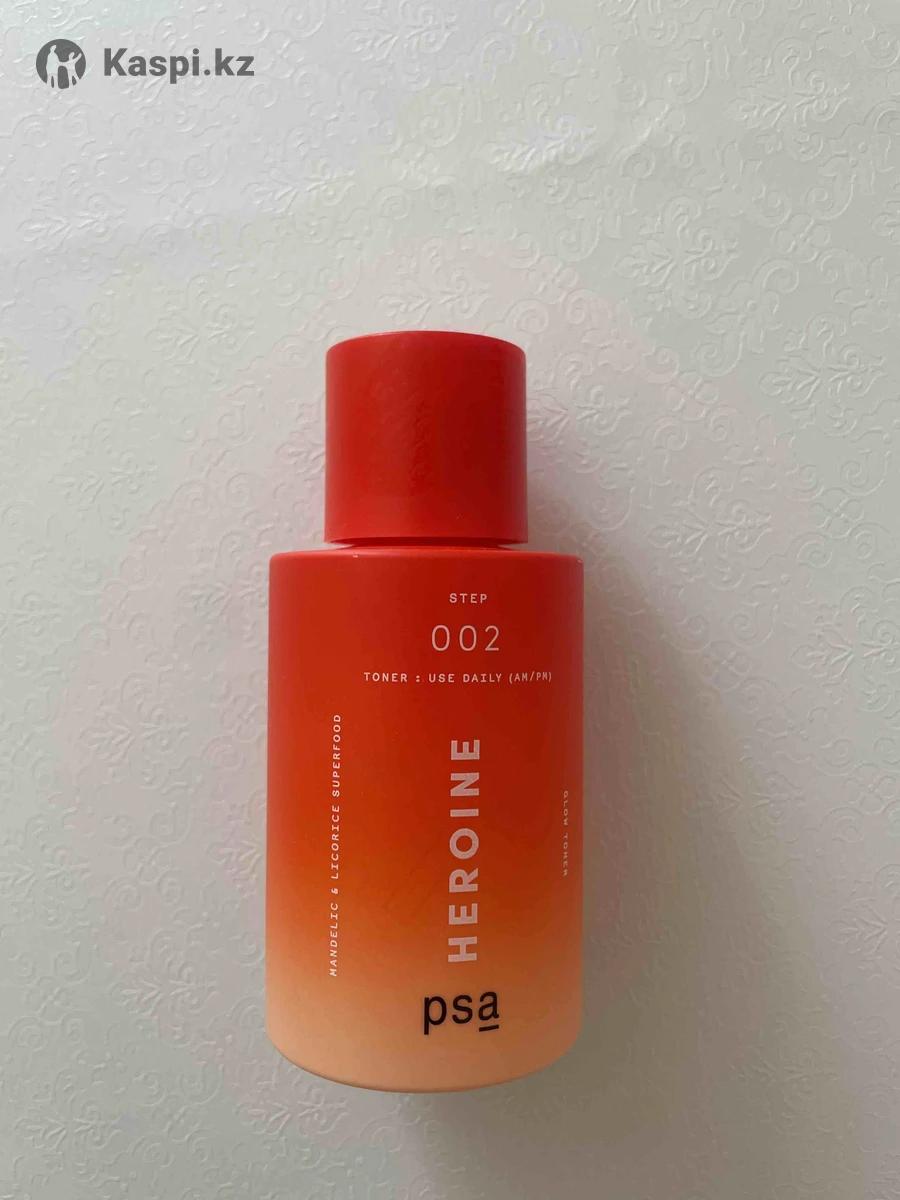 Kaspi.kz
STEP
002
TONER : USE DAILY (AM/PM)
MANDELIC & LICORICE SUPERFOOD
HEROINE
GLOW TONER
psa